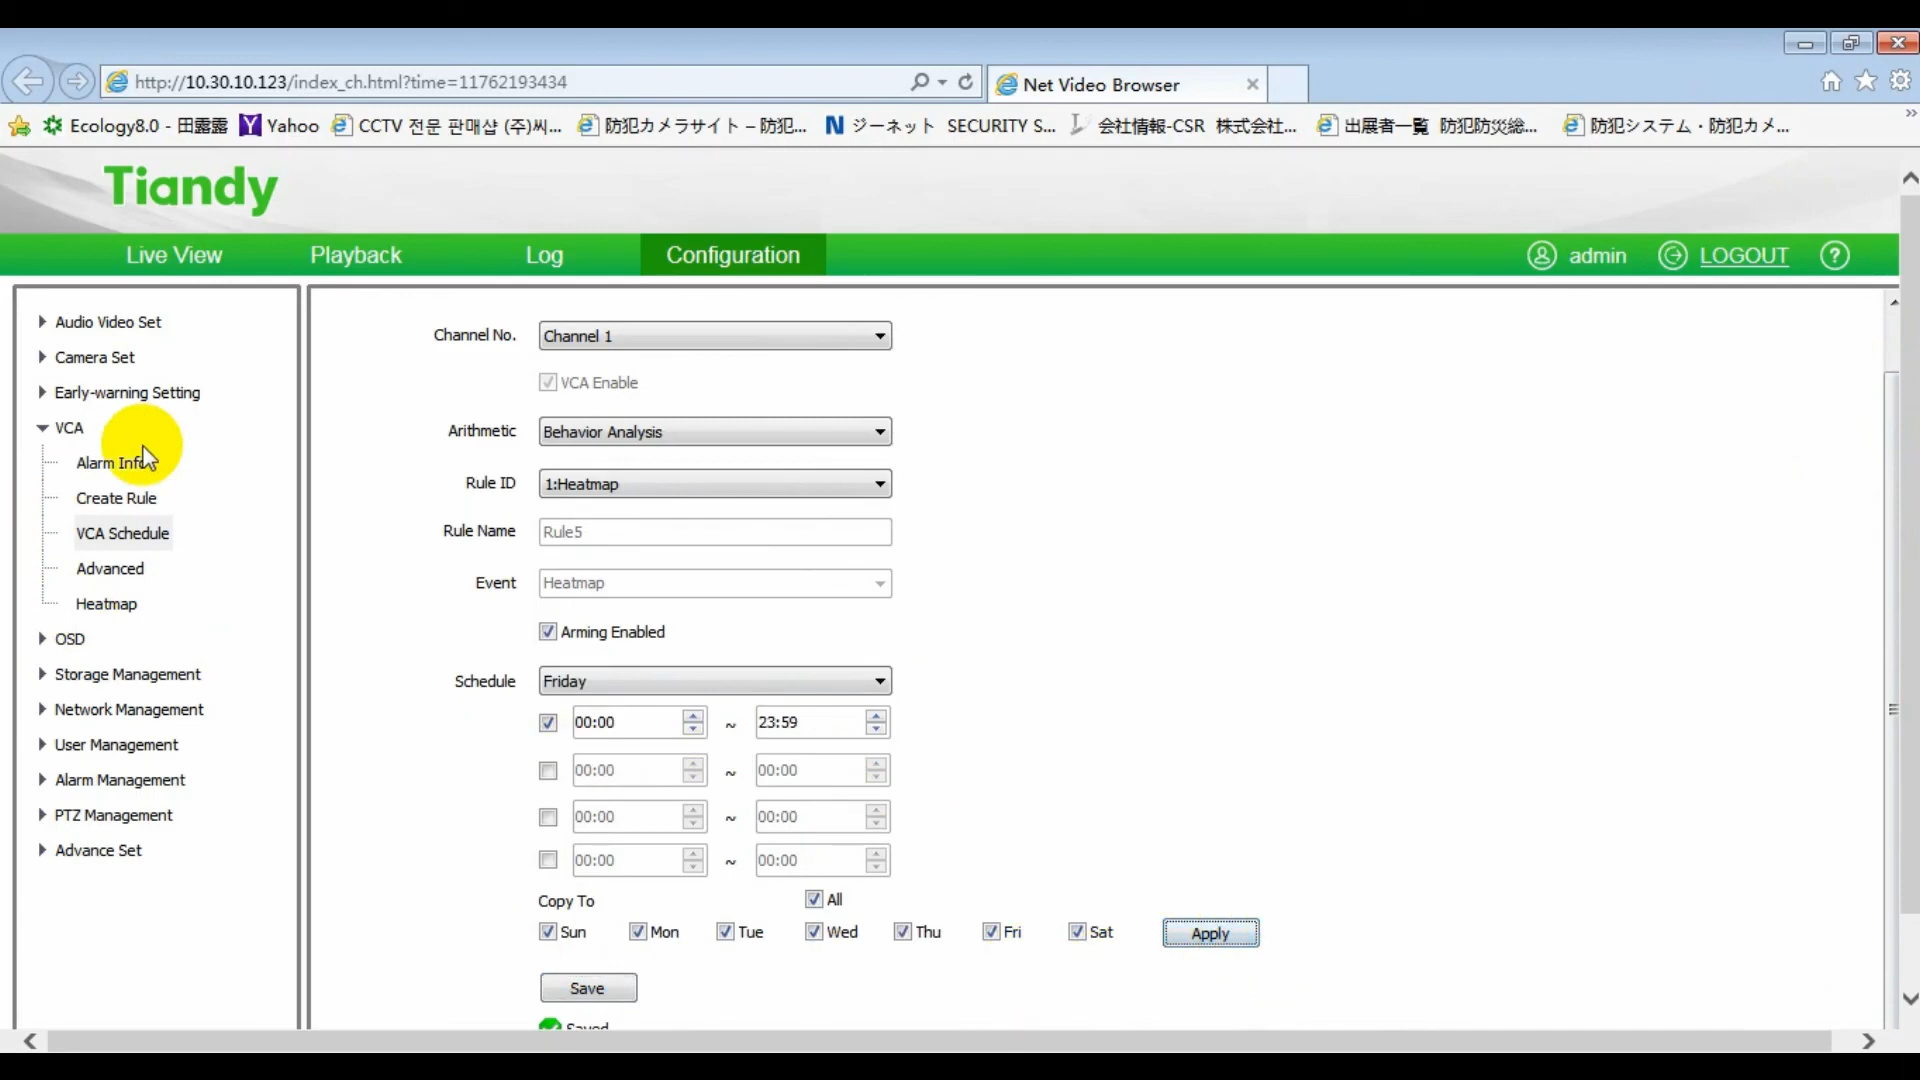 http://10.30.10.123/index_ch.html?time=11762193434
Net Video Browser
Ecology8.0 - 田露露
Yahoo
CCTV 전문 판매샵 (주)씨...
防犯カメラサイト – 防犯...
ジーネット SECURITY S...
会社情報-CSR 株式会社...
出展者一覧 防犯防災総...
防犯システム・防犯カメ...
Tiandy
Live View
Playback
Log
Configuration
admin
LOGOUT
?
Audio Video Set
Camera Set
Early-warning Setting
VCA
Alarm Info
Create Rule
VCA Schedule
Advanced
Heatmap
OSD
Storage Management
Network Management
User Management
Alarm Management
PTZ Management
Advance Set
Channel No. Channel 1
VCA Enable
Arithmetic Behavior Analysis
Rule ID 1:Heatmap
Rule Name Rule5
Event Heatmap
Arming Enabled
Schedule Friday
00:00 ~ 23:59
00:00 ~ 00:00
00:00 ~ 00:00
00:00 ~ 00:00
Copy To All
Sun Mon Tue Wed Thu Fri Sat Apply
Save
Saved